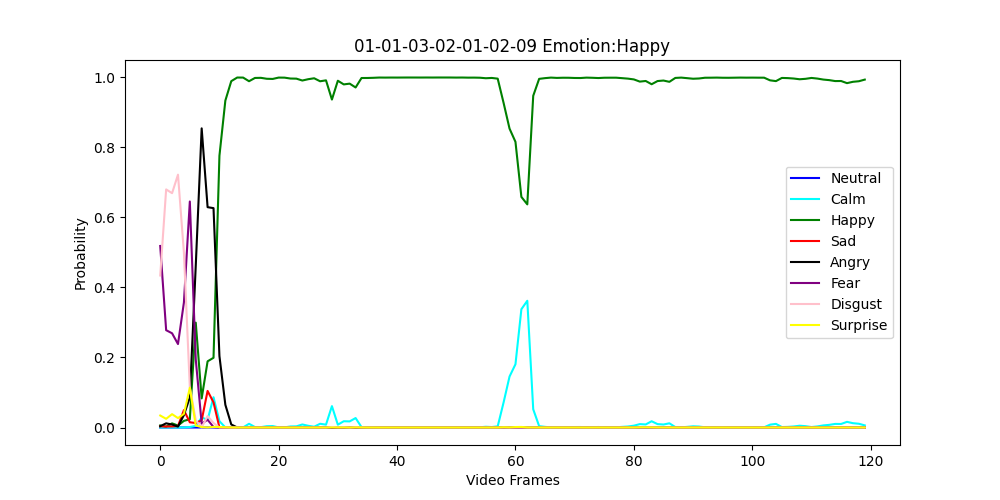 01-01-03-02-01-02-09 Emotion:Happy
Probability
1.0
0.8
0.6
0.4
0.2
0.0
Neutral
Calm
Happy
Sad
Angry
Fear
Disgust
Surprise
0 20 40 60 80 100 120
Video Frames